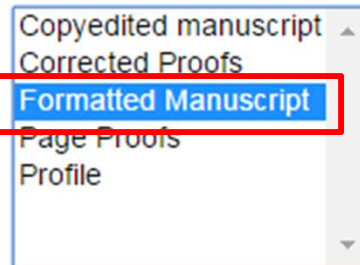 Copyedited manuscript
Corrected Proofs
Formatted Manuscript
Page Proofs
Profile